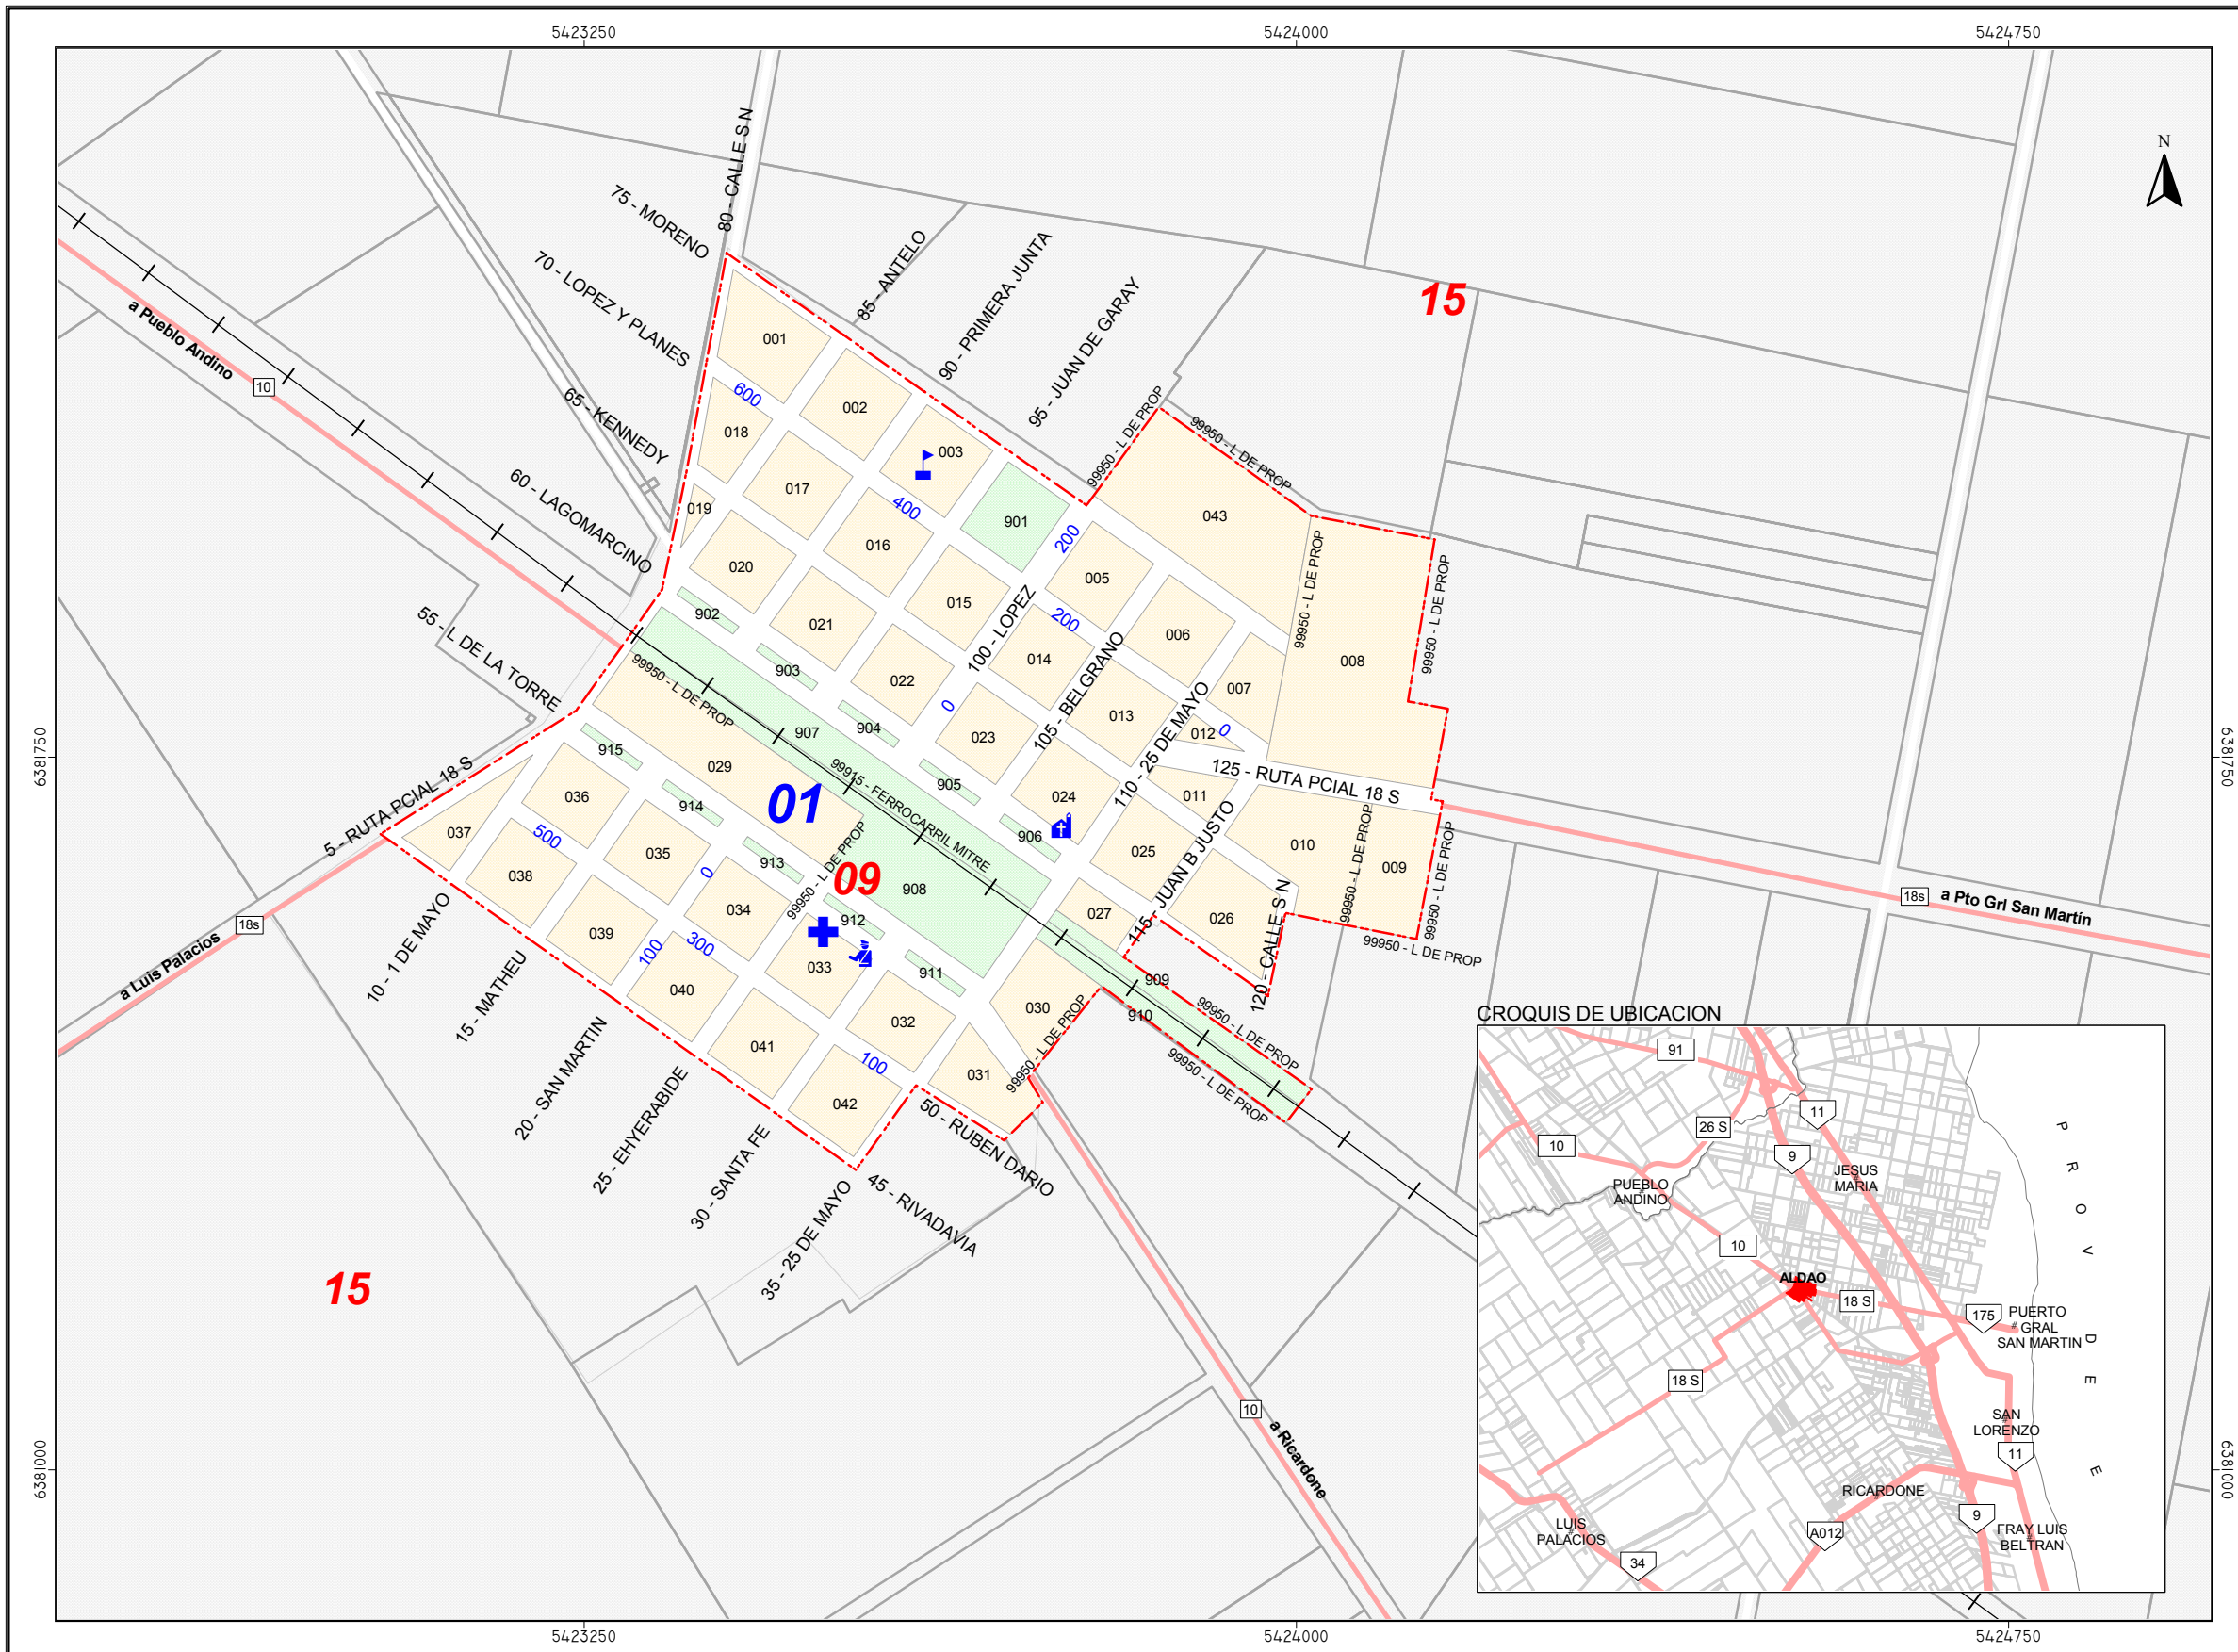 5423250
5424000
5424750
N
80 - CALLE S N
75 - MORENO
70 - LOPEZ Y PLANES
65 - KENNEDY
60 - LAGOMARCINO
55 - L DE LA TORRE
5 - RUTA PCIAL 18 S
85 - ANTELO
90 - PRIMERA JUNTA
95 - JUAN DE GARAY
99950 - L DE PROP
99950 - L DE PROP
99950 - L DE PROP
99950 - L DE PROP
15
a Pueblo Andino
10
001
600
002
018
003
017
019
400
901
200
043
016
020
005
015
021
902
100 - LOPEZ
200
006
014
903
022
008
99950 - L DE PROP
907
904
0
007
105 - BELGRANO
013
110 - 25 DE MAYO
0
012
023
915
029
99915 - FERROCARRIL MITRE
905
125 - RUTA PCIAL 18 S
011
024
036
914
01
906
037
500
035
913
0
99950 - L DE PROP
09
908
025
115 - JUAN B JUSTO
010
99950 - L DE PROP
009
99950 - L DE PROP
99950 - L DE PROP
038
034
912
027
026
120 - CALLE S N
039
100
300
033
911
909
910
99950 - L DE PROP
99950 - L DE PROP
040
032
030
99950 - L DE PROP
041
100
031
042
18s
a Luis Palacios
10 - 1 DE MAYO
15 - MATHEU
20 - SAN MARTIN
25 - EHYERABIDE
30 - SANTA FE
35 - 25 DE MAYO
45 - RIVADAVIA
50 - RUBEN DARIO
18s
a Pto Grl San Martín
15
10
a Ricardone
6381750
6381750
6381000
6381000
CROQUIS DE UBICACION
91
11
26 S
10
9
JESUS
MARIA
PUEBLO
ANDINO
10
ALDAO
18 S
175
PUERTO
GRAL
SAN MARTIN
18 S
SAN
LORENZO
11
RICARDONE
9
A012
FRAY LUIS
BELTRAN
LUIS
PALACIOS
34
PROV DE
5423250
5424000
5424750